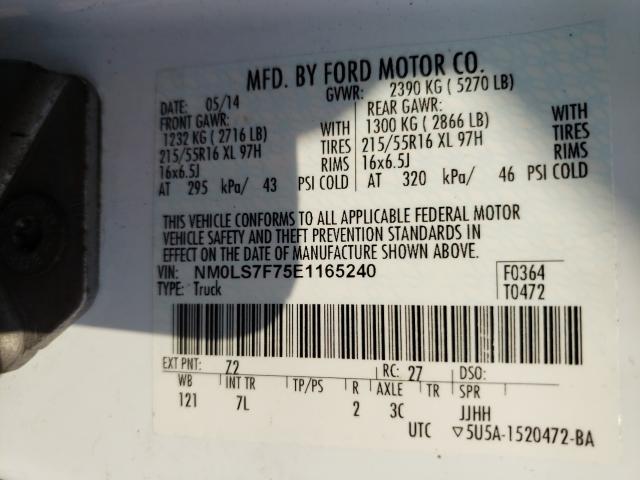 MFD. BY FORD MOTOR CO.
DATE: 05/14 GVWR: 2390 KG ( 5270 LB)
FRONT GAWR: REAR GAWR:
1232 KG ( 2716 LB) WITH 1300 KG ( 2866 LB) WITH
215/55R16 XL 97H TIRES 215/55R16 XL 97H TIRES
16x6.5J RIMS 16x6.5J RIMS
AT 295 kPa/ 43 PSI COLD AT 320 kPa/ 46 PSI COLD
THIS VEHICLE CONFORMS TO ALL APPLICABLE FEDERAL MOTOR
VEHICLE SAFETY AND THEFT PREVENTION STANDARDS IN
EFFECT ON THE DATE OF MANUFACTURE SHOWN ABOVE.
VIN: NM0LS7F75E1165240 F0364
TYPE: Truck T0472
EXT PNT: Z2 RC: 27 DSO:
WB INT TR TP/PS R AXLE TR SPR
121 7L 2 3C JJHH
UTC ▽5U5A-1520472-BA